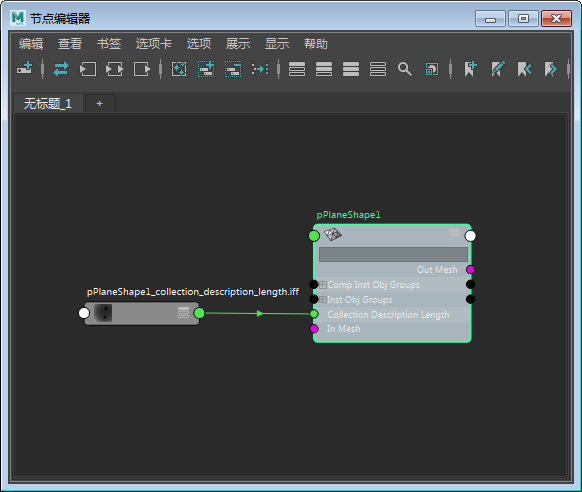 节点编辑器
编辑 查看 书签 选项卡 选项 展示 显示 帮助
无标题_1 +
pPlaneShape1
Out Mesh
Comp Inst Obj Groups
pPlaneShape1_collection_description_length.iff
Inst Obj Groups
Collection Description Length
In Mesh